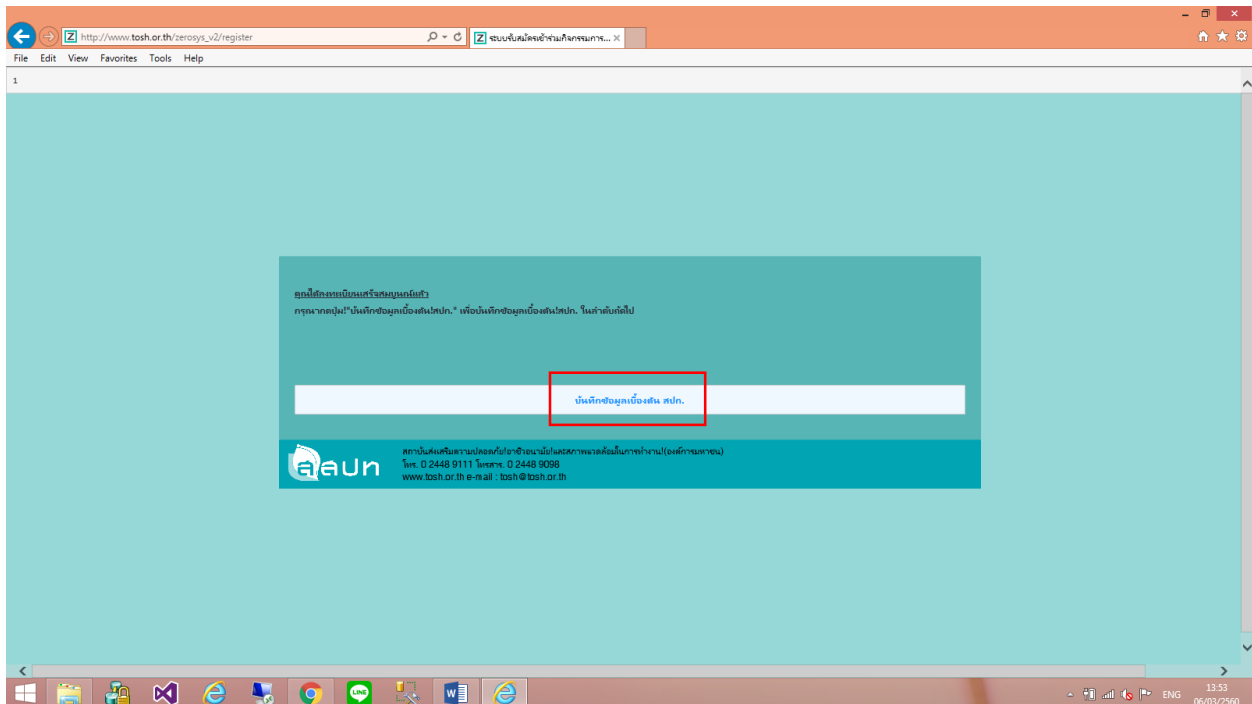 http://www.tosh.or.th/zerosys_v2/register
ระบบรับสมัครเข้าร่วมกิจกรรมการ...
File Edit View Favorites Tools Help
1
คุณได้ลงทะเบียนเสร็จสมบูรณ์แล้ว
กรุณากดปุ่ม!"บันทึกข้อมูลเบื้องต้น!สปก." เพื่อบันทึกข้อมูลเบื้องต้น!สปก. ในลำดับถัดไป
บันทึกข้อมูลเบื้องต้น สปก.
สสปท
สถาบันส่งเสริมความปลอดภัย!อาชีวอนามัย!และสภาพแวดล้อมในการทำงาน!(องค์การมหาชน)
โทร. 0 2448 9111 โทรสาร. 0 2448 9098
www.tosh.or.th e-mail : tosh@tosh.or.th
LINE
ENG
13:53
06/03/2560